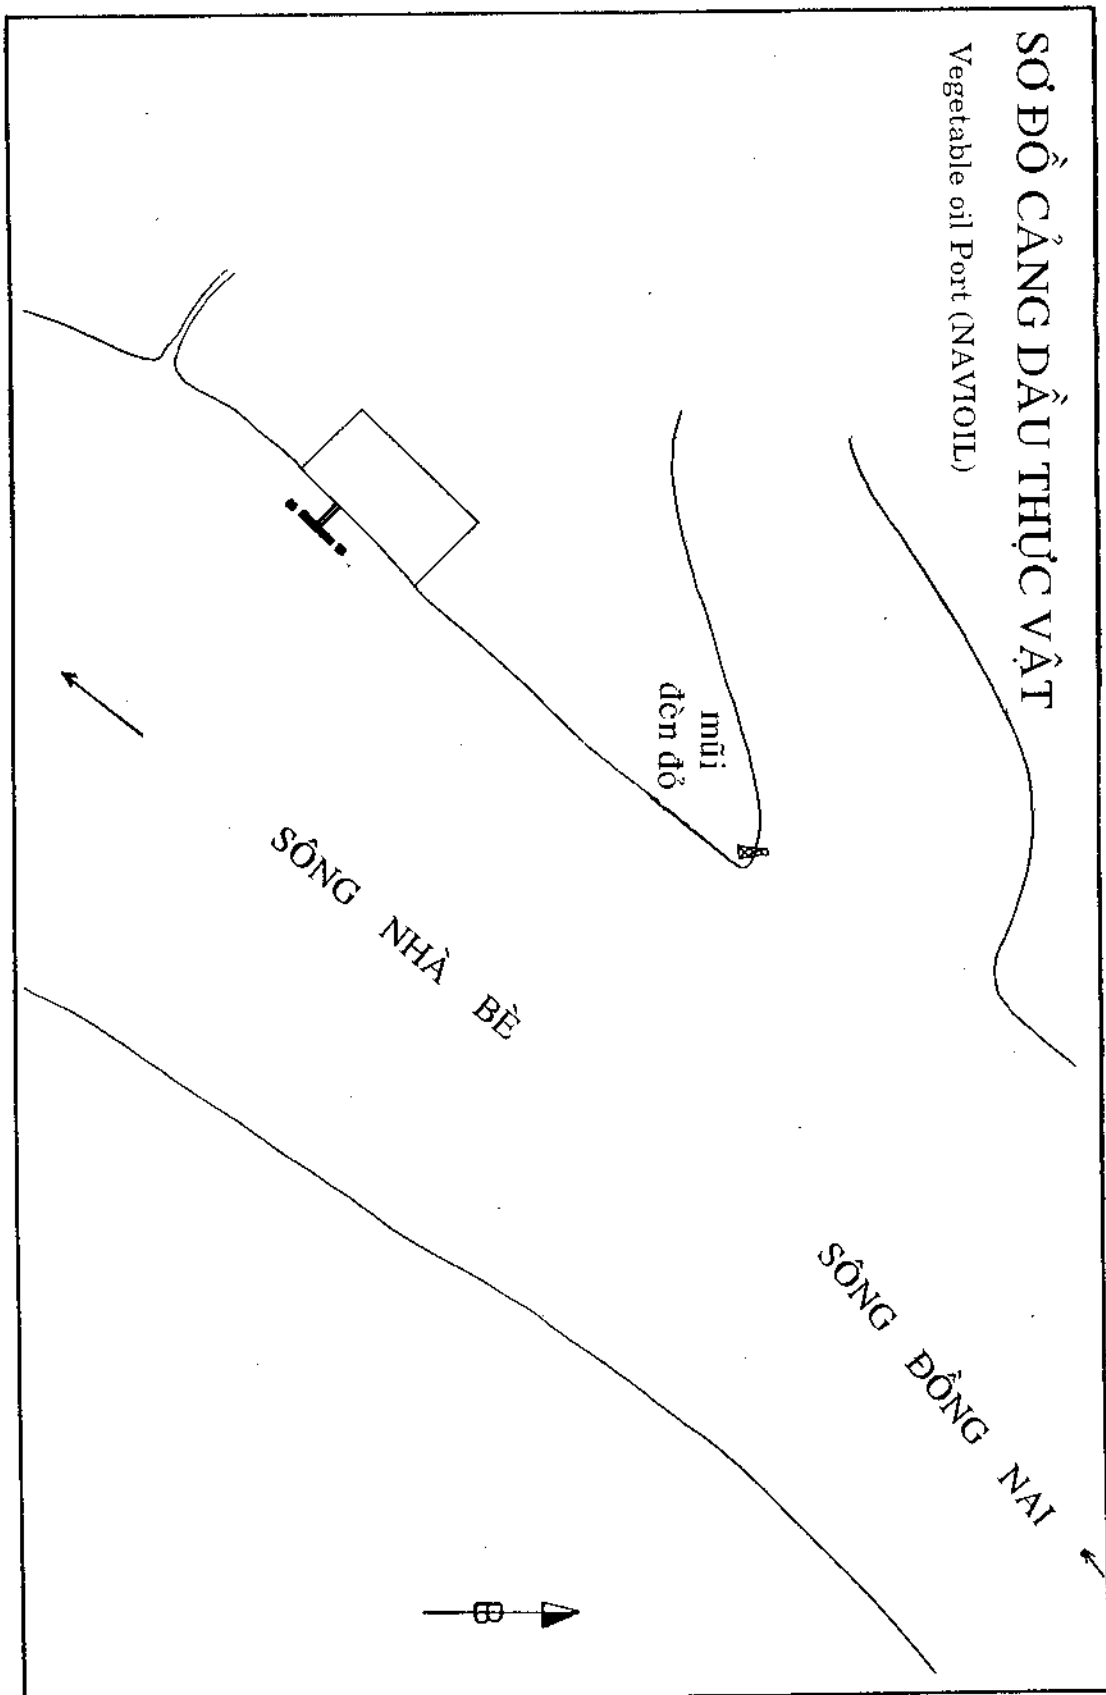 SƠ ĐỒ CẢNG DẦU THỰC VẬT
Vegetable oil Port (NAVIOIL)
mũi
đèn đỏ
SÔNG NHÀ BÈ
SÔNG ĐỒNG NAI
B